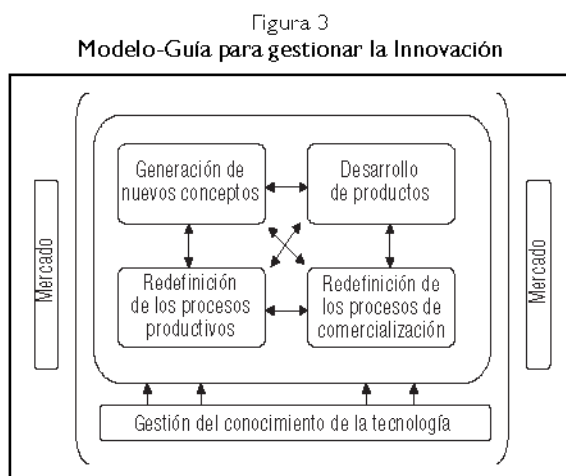 Figura 3
Modelo-Guía para gestionar la Innovación
Mercado
Generación de
nuevos conceptos
Desarrollo
de productos
Redefinición
de los procesos
productivos
Redefinición de
los procesos de
comercialización
Mercado
Gestión del conocimiento de la tecnología